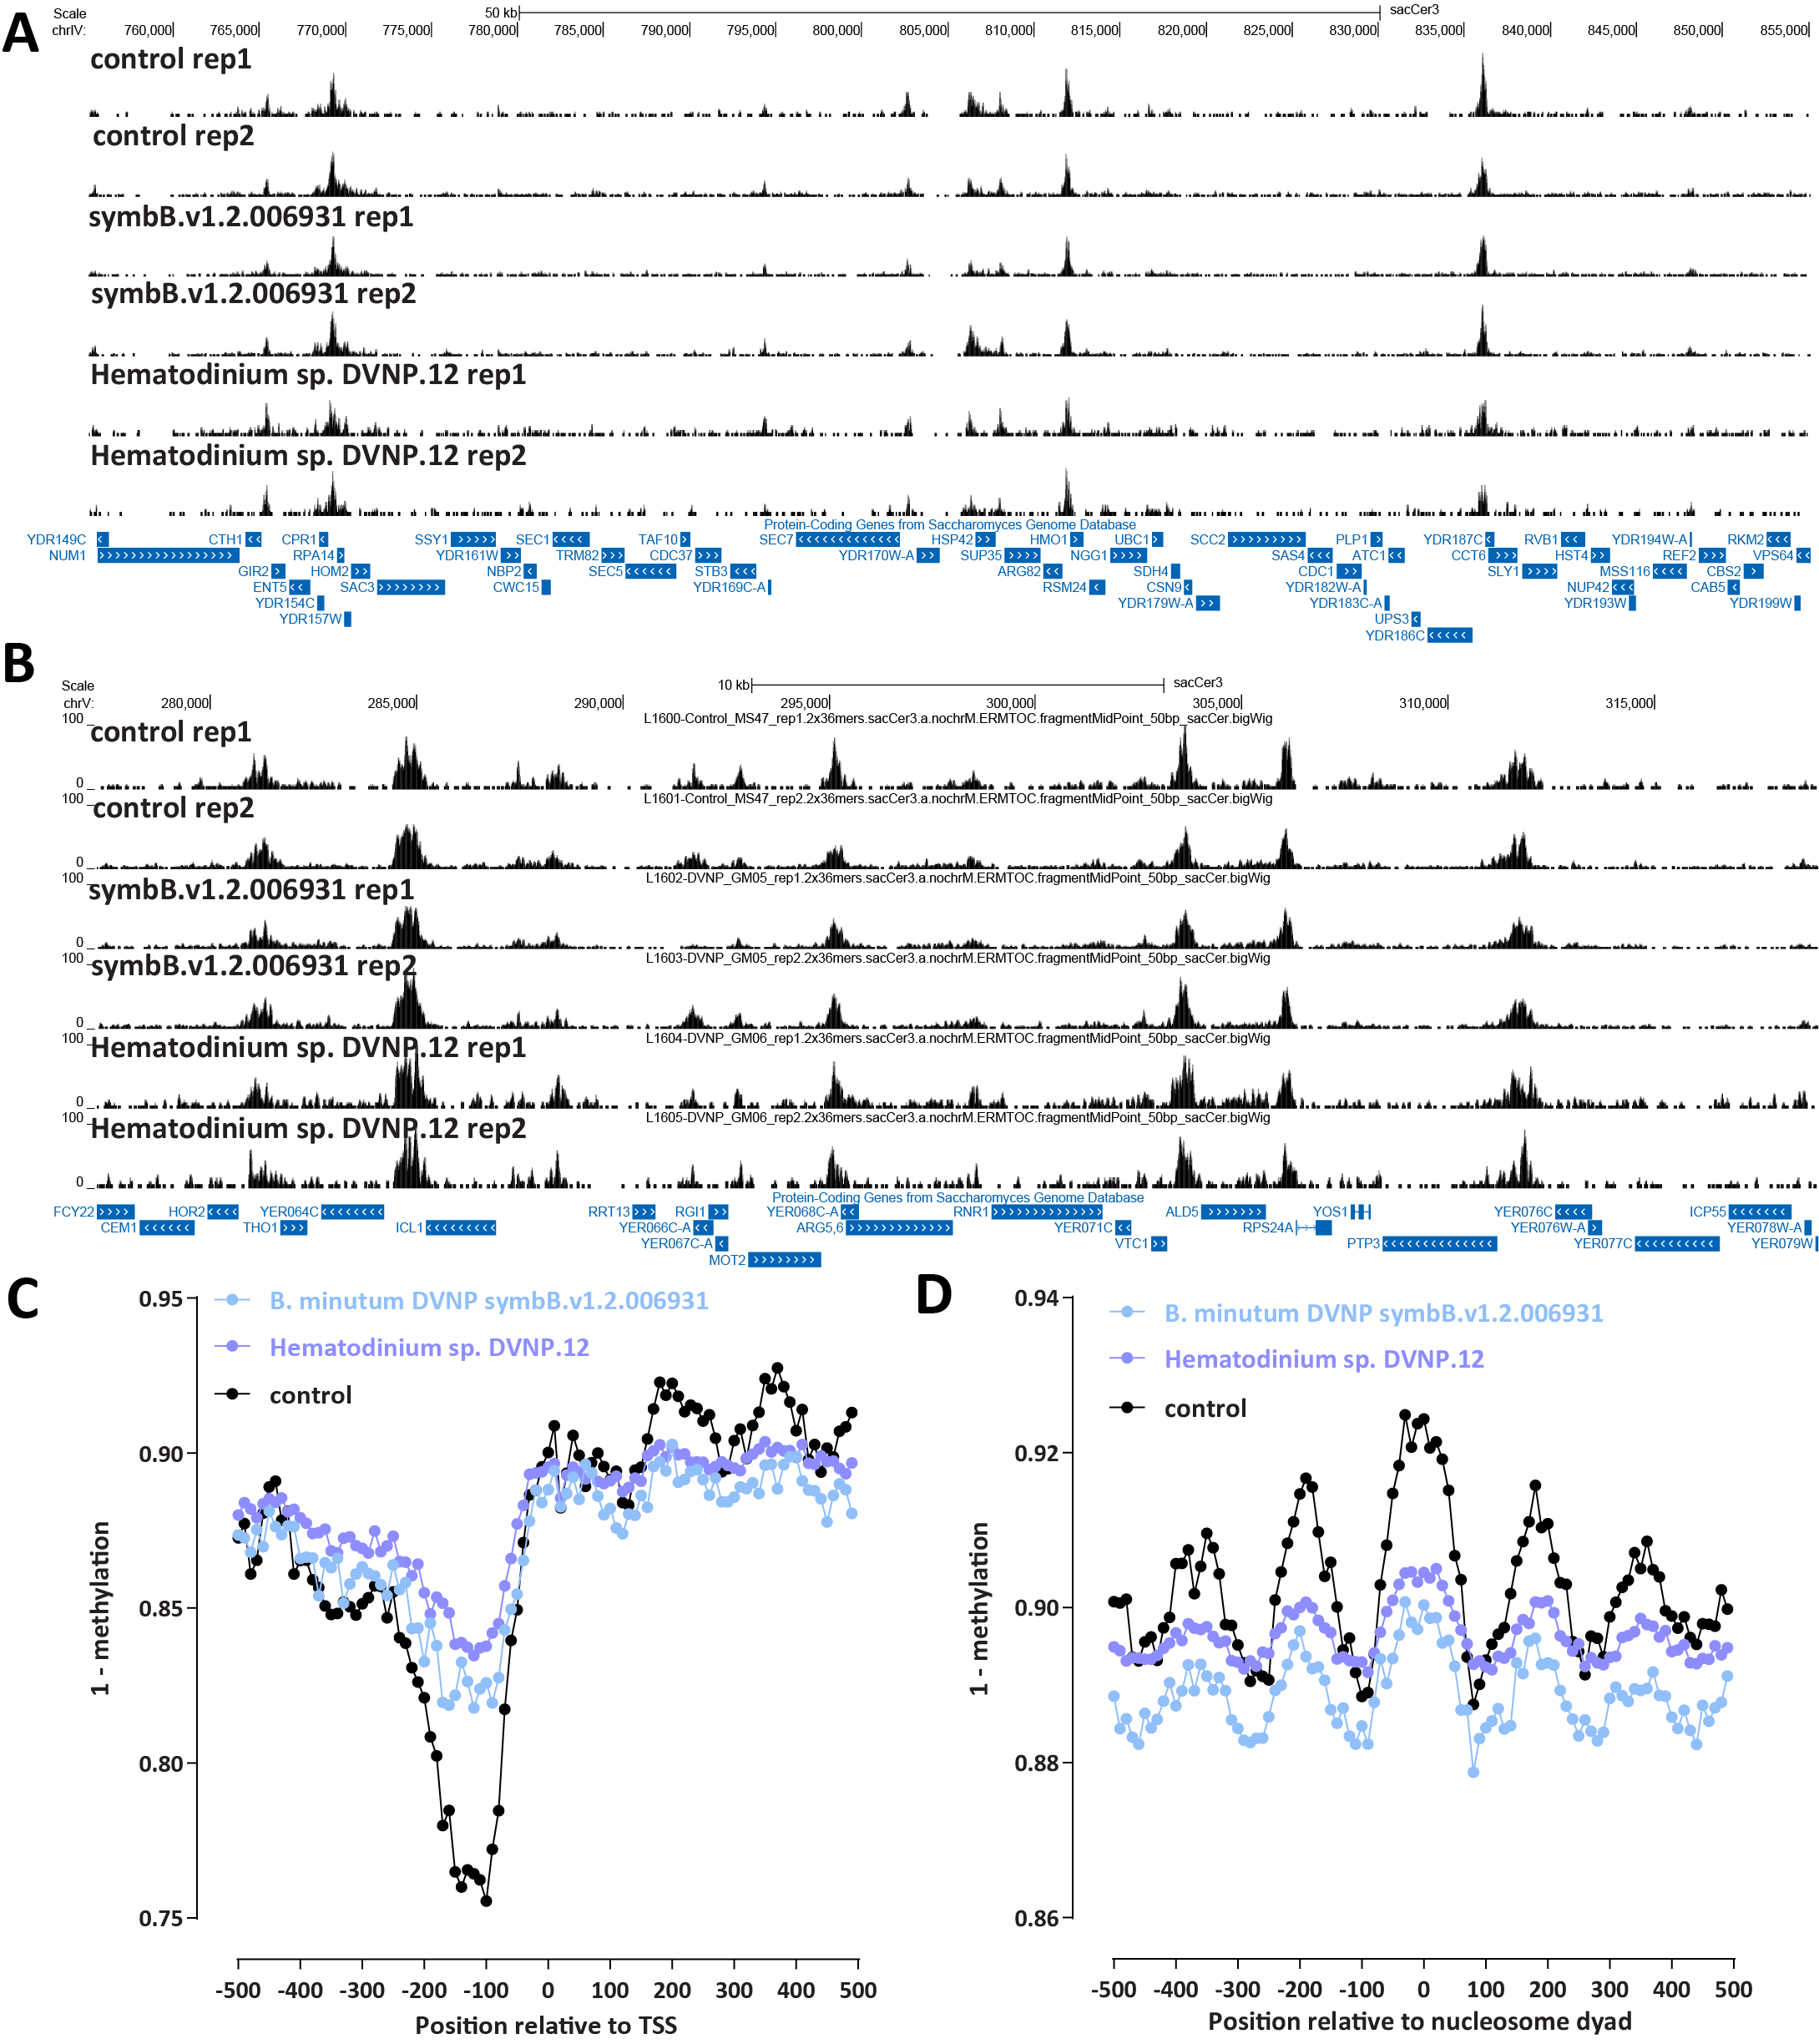 A
Scale 50 kb sacCer3
chrIV: 760,000 765,000 770,000 775,000 780,000 785,000 790,000 795,000 800,000 805,000 810,000 815,000 820,000 825,000 830,000 835,000 840,000 845,000 850,000 855,000
control rep1
control rep2
symbB.v1.2.006931 rep1
symbB.v1.2.006931 rep2
Hematodinium sp. DVNP.12 rep1
Hematodinium sp. DVNP.12 rep2
Protein-Coding Genes from Saccharomyces Genome Database
YDR149C CTH1 CPR1 SSY1 SEC1 TAF10 SEC7 HSP42 HMO1 UBC1 SCC2 PLP1 YDR187C RVB1 YDR194W-A RKM2
NUM1 RPA14 YDR161W TRM82 CDC37 YDR170W-A SUP35 NGG1 SAS4 ATC1 CCT6 HST4 REF2 VPS64
GIR2 HOM2 NBP2 SEC5 STB3 ARG82 SDH4 CDC1 SLY1 MSS116 CBS2
ENT5 SAC3 CWC15 YDR169C-A RSM24 CSN9 YDR182W-A NUP42 CAB5
YDR154C YDR179W-A YDR183C-A YDR193W YDR199W
YDR157W UPS3
YDR186C
B
Scale 10 kb sacCer3
chrV: 280,000 285,000 290,000 295,000 300,000 305,000 310,000 315,000
100 L1600-Control_MS47_rep1.2x36mers.sacCer3.a.nochrM.ERMTOC.fragmentMidPoint_50bp_sacCer.bigWig
control rep1
0
100 L1601-Control_MS47_rep2.2x36mers.sacCer3.a.nochrM.ERMTOC.fragmentMidPoint_50bp_sacCer.bigWig
control rep2
0
100 L1602-DVNP_GM05_rep1.2x36mers.sacCer3.a.nochrM.ERMTOC.fragmentMidPoint_50bp_sacCer.bigWig
symbB.v1.2.006931 rep1
0
100 L1603-DVNP_GM05_rep2.2x36mers.sacCer3.a.nochrM.ERMTOC.fragmentMidPoint_50bp_sacCer.bigWig
symbB.v1.2.006931 rep2
0
100 L1604-DVNP_GM06_rep1.2x36mers.sacCer3.a.nochrM.ERMTOC.fragmentMidPoint_50bp_sacCer.bigWig
Hematodinium sp. DVNP.12 rep1
0
100 L1605-DVNP_GM06_rep2.2x36mers.sacCer3.a.nochrM.ERMTOC.fragmentMidPoint_50bp_sacCer.bigWig
Hematodinium sp. DVNP.12 rep2
0
Protein-Coding Genes from Saccharomyces Genome Database
FCY22 HOR2 YER064C RRT13 RGI1 YER068C-A RNR1 ALD5 YOS1 YER076C ICP55
CEM1 THO1 ICL1 YER066C-A ARG5,6 YER071C RPS24A YER076W-A YER078W-A
YER067C-A VTC1 PTP3 YER077C YER079W
MOT2
C
B. minutum DVNP symbB.v1.2.006931
Hematodinium sp. DVNP.12
control
1 - methylation
0.95
0.90
0.85
0.80
0.75
-500 -400 -300 -200 -100 0 100 200 300 400 500
Position relative to TSS
D
B. minutum DVNP symbB.v1.2.006931
Hematodinium sp. DVNP.12
control
1 - methylation
0.94
0.92
0.90
0.88
0.86
-500 -400 -300 -200 -100 0 100 200 300 400 500
Position relative to nucleosome dyad